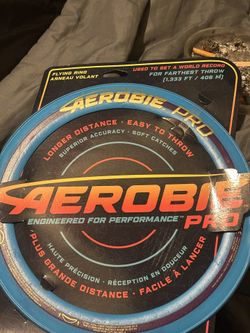 FLYING RING
ANNEAU VOLANT
USED TO SET A WORLD RECORD
FOR FARTHEST THROW
(1,333 FT / 406 M)
AEROBIE PRO
LONGER DISTANCE • EASY TO THROW
SUPERIOR ACCURACY • SOFT CATCHES
AEROBIE
ENGINEERED FOR PERFORMANCE™ PRO
HAUTE PRÉCISION • RÉCEPTION EN DOUCEUR
PLUS GRANDE DISTANCE • FACILE À LANCER